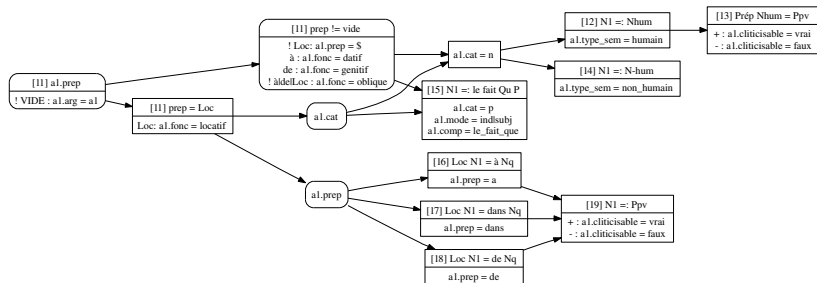 [11] a1.prep
! VIDE : a1.arg = a1
[11] prep != vide
! Loc: a1.prep = $
à : a1.fonc = datif
de : a1.fonc = genitif
! à|de|Loc : a1.fonc = oblique
[11] prep = Loc
Loc: a1.fonc = locatif
a1.cat = n
a1.cat
[12] N1 =: Nhum
a1.type_sem = humain
[13] Prép Nhum = Ppv
+ : a1.cliticisable = vrai
- : a1.cliticisable = faux
[14] N1 =: N-hum
a1.type_sem = non_humain
[15] N1 =: le fait Qu P
a1.cat = p
a1.mode = ind|subj
a1.comp = le_fait_que
a1.prep
[16] Loc N1 = à Nq
a1.prep = a
[17] Loc N1 = dans Nq
a1.prep = dans
[18] Loc N1 = de Nq
a1.prep = de
[19] N1 =: Ppv
+ : a1.cliticisable = vrai
- : a1.cliticisable = faux